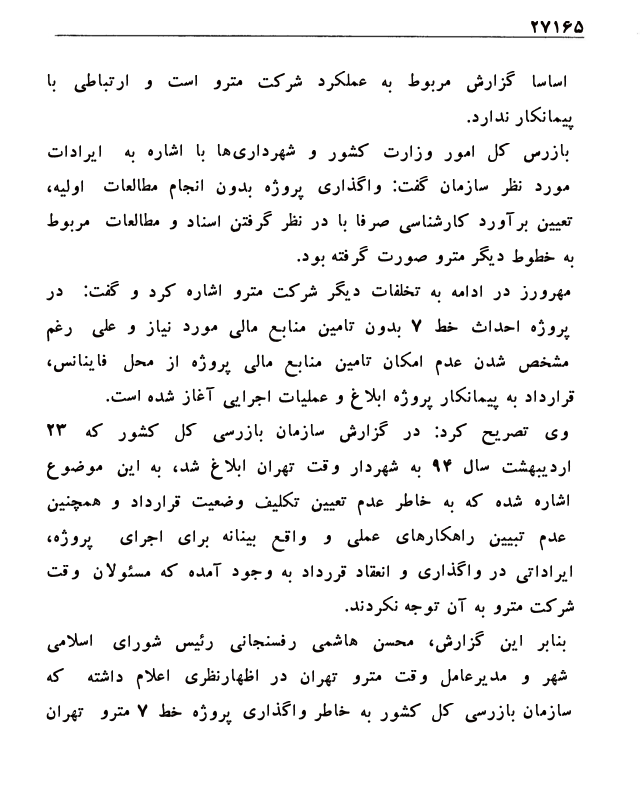 ۲۷۱۶۵
اساسا گزارش مربوط به عملکرد شرکت مترو است و ارتباطی با
پیمانکار ندارد.
بازرس کل امور وزارت کشور و شهرداری‌ها با اشاره به ایرادات
مورد نظر سازمان گفت: واگذاری پروژه بدون انجام مطالعات اولیه،
تعیین برآورد کارشناسی صرفا با در نظر گرفتن اسناد و مطالعات مربوط
به خطوط دیگر مترو صورت گرفته بود.
مهرورز در ادامه به تخلفات دیگر شرکت مترو اشاره کرد و گفت: در
پروژه احداث خط ۷ بدون تامین منابع مالی مورد نیاز و علی رغم
مشخص شدن عدم امکان تامین منابع مالی پروژه از محل فاینانس،
قرارداد به پیمانکار پروژه ابلاغ و عملیات اجرایی آغاز شده است.
وی تصریح کرد: در گزارش سازمان بازرسی کل کشور که ۲۳
اردیبهشت سال ۹۴ به شهردار وقت تهران ابلاغ شد، به این موضوع
اشاره شده که به خاطر عدم تعیین تکلیف وضعیت قرارداد و همچنین
عدم تبیین راهکارهای عملی و واقع بینانه برای اجرای پروژه،
ایراداتی در واگذاری و انعقاد قررداد به وجود آمده که مسئولان وقت
شرکت مترو به آن توجه نکردند.
بنابر این گزارش، محسن هاشمی رفسنجانی رئیس شورای اسلامی
شهر و مدیرعامل وقت مترو تهران در اظهارنظری اعلام داشته که
سازمان بازرسی کل کشور به خاطر واگذاری پروژه خط ۷ مترو تهران